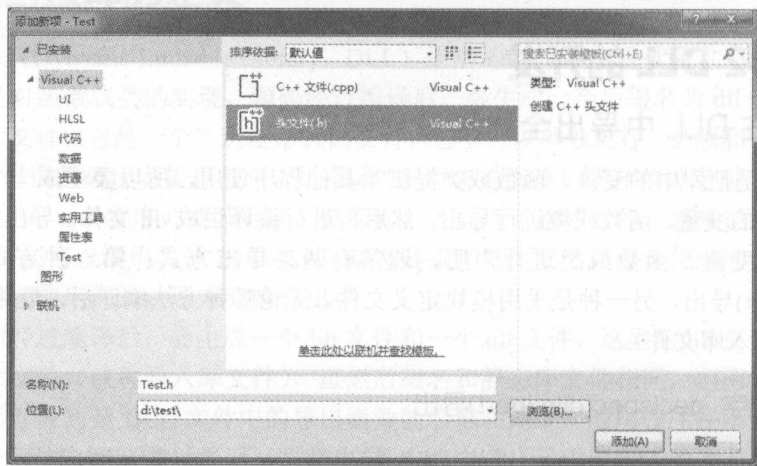 添加新项 - Test
已安装
排序依据: 默认值
搜索已安装模板(Ctrl+E)
Visual C++
UI
HLSL
代码
数据
资源
Web
实用工具
属性表
Test
图形
联机
C++ 文件(.cpp) Visual C++
头文件(.h) Visual C++
类型: Visual C++
创建 C++ 头文件
单击此处以联机并查找模板。
名称(N): Test.h
位置(L): d:\test\
浏览(B)...
添加(A) 取消